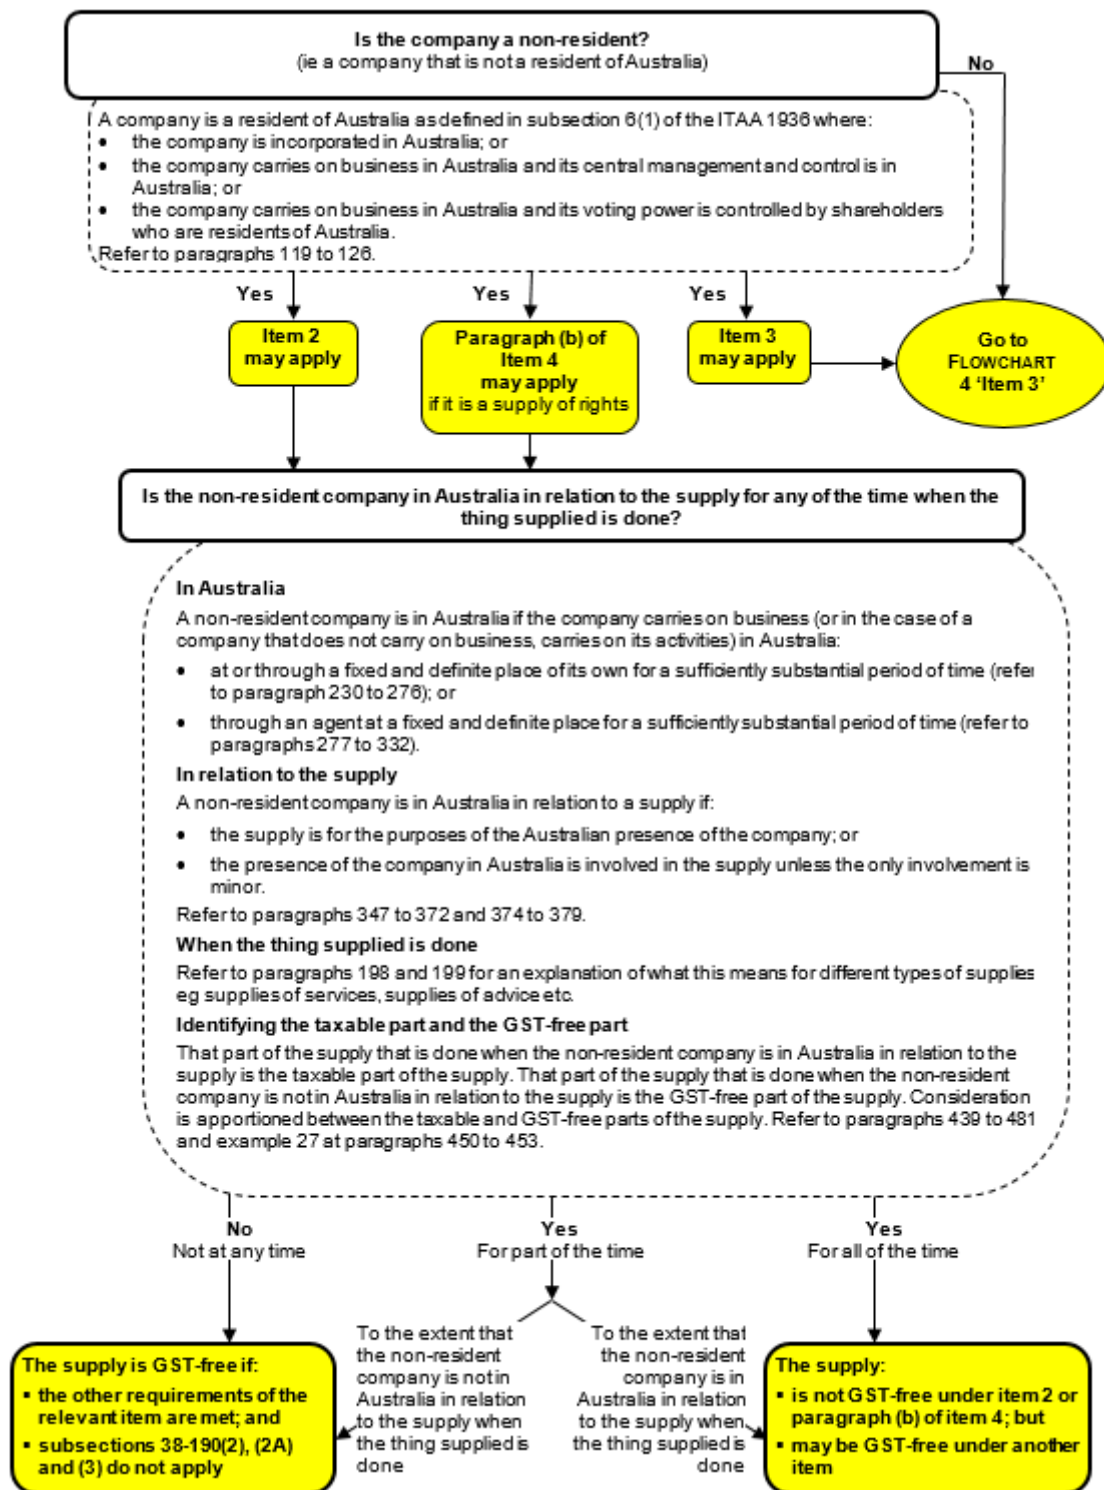 Is the company a non-resident?
(ie a company that is not a resident of Australia)
No
A company is a resident of Australia as defined in subsection 6(1) of the ITAA 1936 where:
• the company is incorporated in Australia; or
• the company carries on business in Australia and its central management and control is in
Australia; or
• the company carries on business in Australia and its voting power is controlled by shareholders
who are residents of Australia.
Refer to paragraphs 119 to 126.
Yes
Yes
Yes
Item 2
may apply
Paragraph (b) of
Item 4
may apply
if it is a supply of rights
Item 3
may apply
Go to
FLOWCHART
4 ‘Item 3’
Is the non-resident company in Australia in relation to the supply for any of the time when the
thing supplied is done?
In Australia
A non-resident company is in Australia if the company carries on business (or in the case of a
company that does not carry on business, carries on its activities) in Australia:
• at or through a fixed and definite place of its own for a sufficiently substantial period of time (refer
to paragraph 230 to 276); or
• through an agent at a fixed and definite place for a sufficiently substantial period of time (refer to
paragraphs 277 to 332).
In relation to the supply
A non-resident company is in Australia in relation to a supply if:
• the supply is for the purposes of the Australian presence of the company; or
• the presence of the company in Australia is involved in the supply unless the only involvement is
minor.
Refer to paragraphs 347 to 372 and 374 to 379.
When the thing supplied is done
Refer to paragraphs 198 and 199 for an explanation of what this means for different types of supplies
eg supplies of services, supplies of advice etc.
Identifying the taxable part and the GST-free part
That part of the supply that is done when the non-resident company is in Australia in relation to the
supply is the taxable part of the supply. That part of the supply that is done when the non-resident
company is not in Australia in relation to the supply is the GST-free part of the supply. Consideration
is apportioned between the taxable and GST-free parts of the supply. Refer to paragraphs 439 to 481
and example 27 at paragraphs 450 to 453.
No
Not at any time
Yes
For part of the time
Yes
For all of the time
The supply is GST-free if:
▪ the other requirements of the
relevant item are met; and
▪ subsections 38-190(2), (2A)
and (3) do not apply
To the extent that
the non-resident
company is not in
Australia in relation
to the supply when
the thing supplied is
done
To the extent that
the non-resident
company is in
Australia in relation
to the supply when
the thing supplied is
done
The supply:
▪ is not GST-free under item 2 or
paragraph (b) of item 4; but
▪ may be GST-free under another
item